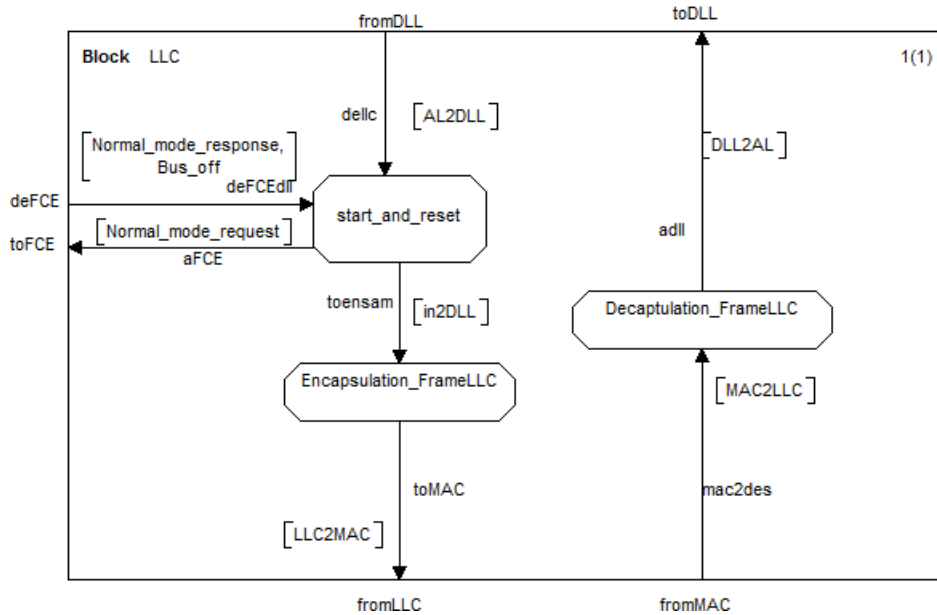 fromDLL
toDLL
Block LLC
1(1)
dellc
[AL2DLL]
[DLL2AL]
[Normal_mode_response,
Bus_off]
deFCEdll
deFCE
start_and_reset
toFCE
[Normal_mode_request]
aFCE
adll
toensam
[in2DLL]
Decaptulation_FrameLLC
Encapsulation_FrameLLC
[MAC2LLC]
toMAC
mac2des
[LLC2MAC]
fromLLC
fromMAC